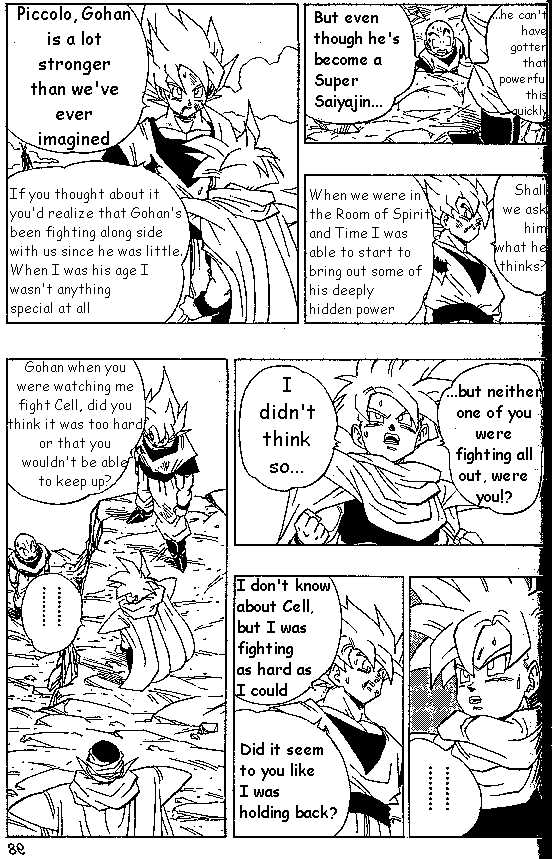 Piccolo, Gohan
is a lot
stronger
than we've
ever
imagined
If you thought about it
you'd realize that Gohan's
been fighting along side
with us since he was little.
When I was his age I
wasn't anything
special at all
But even
though he's
become a
Super
Saiyajin...
...he can't
have
gotter
that
powerfu
this
quickly
When we were in
the Room of Spirit
and Time I was
able to start to
bring out some of
his deeply
hidden power
Shall
we ask
him
what he
thinks?
Gohan when you
were watching me
fight Cell, did you
think it was too hard
or that you
wouldn't be able
to keep up?
I
didn't
think
so...
...but neither
one of you
were
fighting all
out, were
you!?
I don't know
about Cell,
but I was
fighting
as hard as
I could
Did it seem
to you like
I was
holding back?